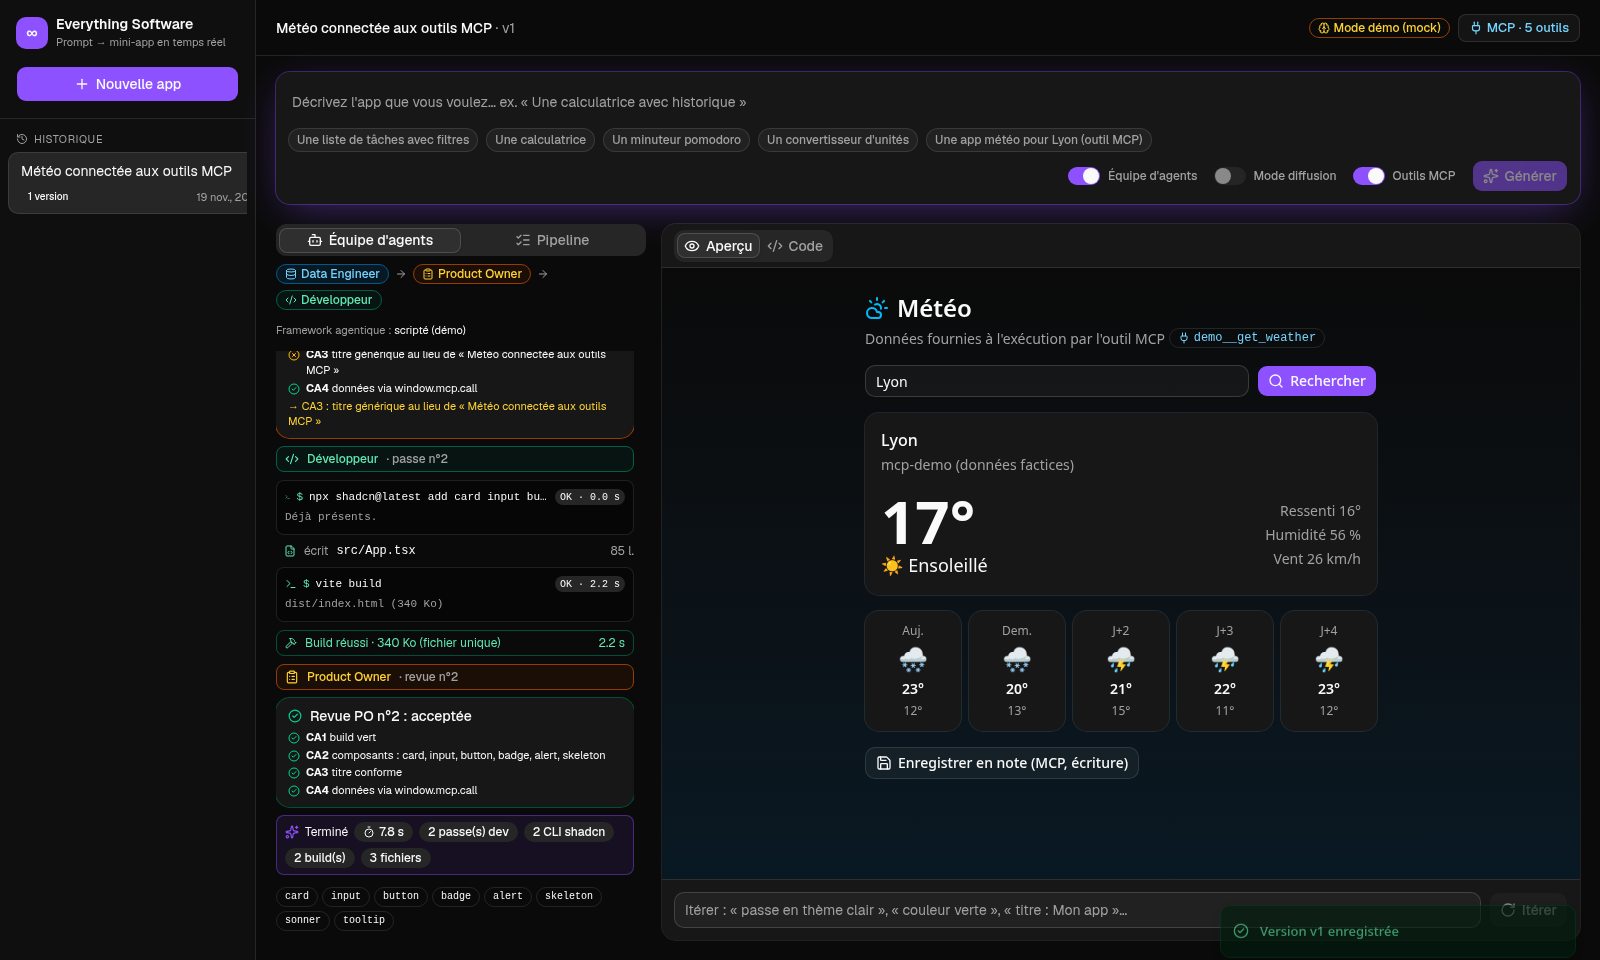 Everything Software
Prompt → mini-app en temps réel
Nouvelle app
HISTORIQUE
Météo connectée aux outils MCP
1 version
19 nov., 20
Météo connectée aux outils MCP · v1
Mode démo (mock)
MCP · 5 outils
Décrivez l'app que vous voulez… ex. « Une calculatrice avec historique »
Une liste de tâches avec filtres
Une calculatrice
Un minuteur pomodoro
Un convertisseur d'unités
Une app météo pour Lyon (outil MCP)
Équipe d'agents
Mode diffusion
Outils MCP
Générer
Équipe d'agents
Pipeline
Data Engineer → Product Owner →
Développeur
Framework agentique : scripté (démo)
CA3 titre générique au lieu de « Météo connectée aux outils
MCP »
CA4 données via window.mcp.call
→ CA3 : titre générique au lieu de « Météo connectée aux outils
MCP »
Développeur · passe n°2
$ npx shadcn@latest add card input bu… OK · 0.0 s
Déjà présents.
écrit src/App.tsx 85 l.
$ vite build OK · 2.2 s
dist/index.html (340 Ko)
Build réussi · 340 Ko (fichier unique) 2.2 s
Product Owner · revue n°2
Revue PO n°2 : acceptée
CA1 build vert
CA2 composants : card, input, button, badge, alert, skeleton
CA3 titre conforme
CA4 données via window.mcp.call
Terminé 7.8 s 2 passe(s) dev 2 CLI shadcn
2 build(s) 3 fichiers
card input button badge alert skeleton
sonner tooltip
Aperçu
Code
Météo
Données fournies à l'exécution par l'outil MCP demo__get_weather
Lyon
Rechercher
Lyon
mcp-demo (données factices)
17°
Ensoleillé
Ressenti 16°
Humidité 56 %
Vent 26 km/h
Auj. Dem. J+2 J+3 J+4
23° 20° 21° 22° 23°
12° 13° 15° 11° 12°
Enregistrer en note (MCP, écriture)
Itérer : « passe en thème clair », « couleur verte », « titre : Mon app »…
Itérer
Version v1 enregistrée